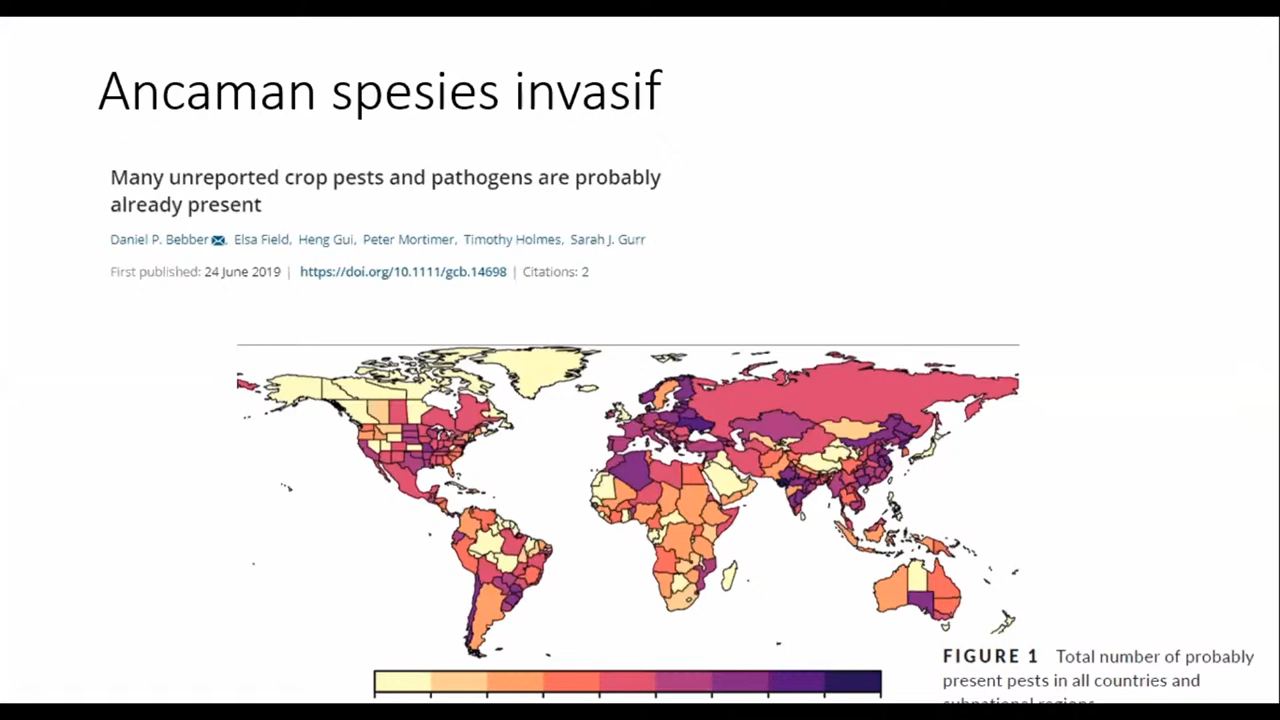 Ancaman spesies invasif
Many unreported crop pests and pathogens are probably
already present
Daniel P. Bebber, Elsa Field, Heng Gui, Peter Mortimer, Timothy Holmes, Sarah J. Gurr
First published: 24 June 2019 | https://doi.org/10.1111/gcb.14698 | Citations: 2
FIGURE 1 Total number of probably
present pests in all countries and
subnational regions